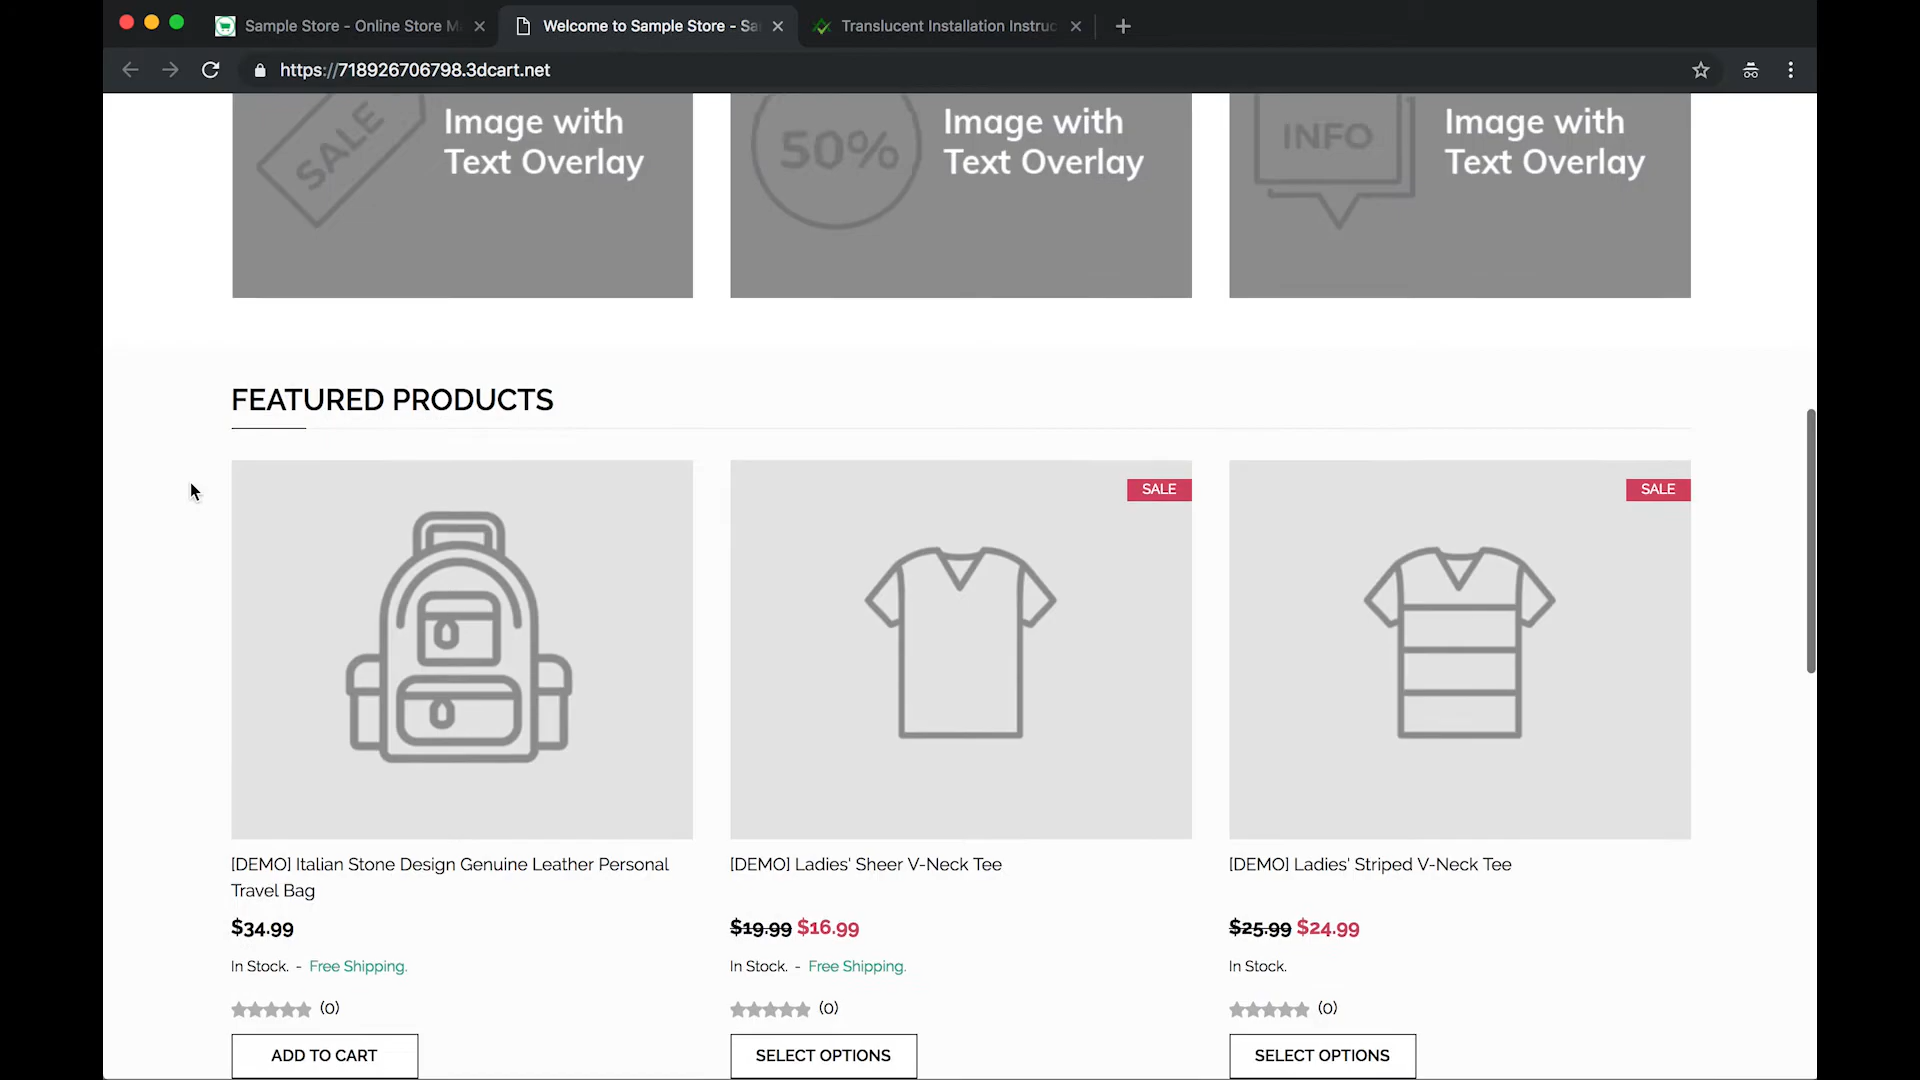 Sample Store - Online Store M
Welcome to Sample Store - Sa
Translucent Installation Instruc
https://718926706798.3dcart.net
SALE
Image with
Text Overlay
50%
Image with
Text Overlay
INFO
Image with
Text Overlay
FEATURED PRODUCTS
SALE
SALE
[DEMO] Italian Stone Design Genuine Leather Personal
Travel Bag
$34.99
In Stock. - Free Shipping.
(0)
ADD TO CART
[DEMO] Ladies' Sheer V-Neck Tee
$19.99 $16.99
In Stock. - Free Shipping.
(0)
SELECT OPTIONS
[DEMO] Ladies' Striped V-Neck Tee
$25.99 $24.99
In Stock.
(0)
SELECT OPTIONS